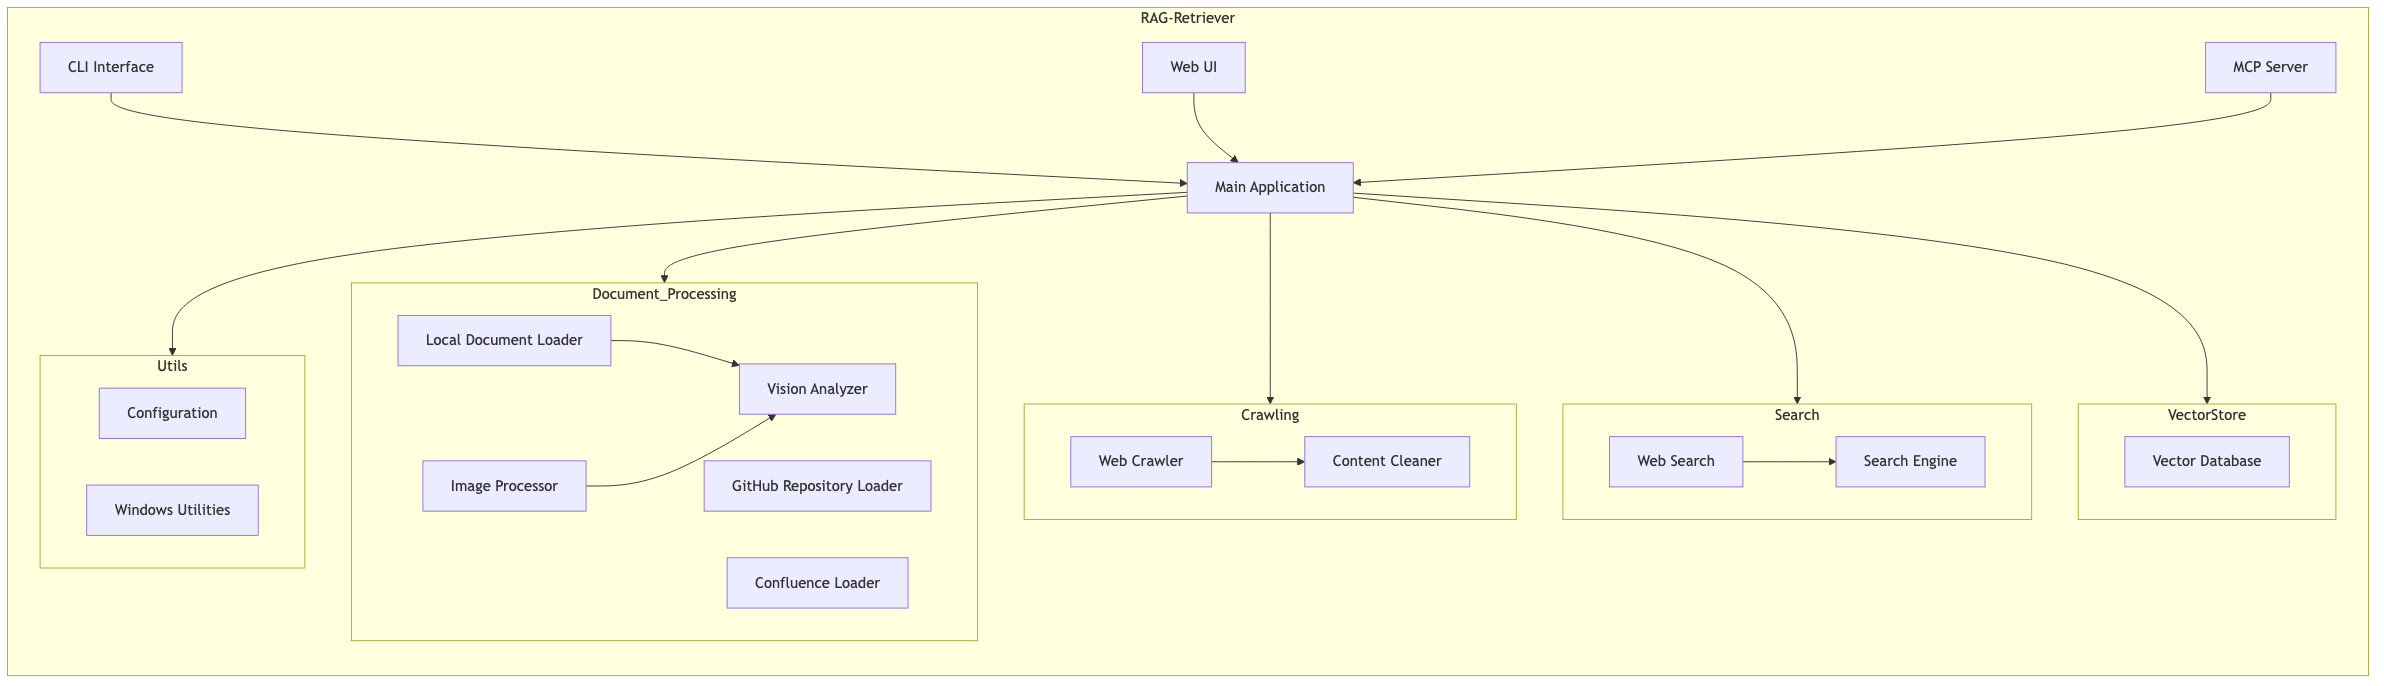 RAG-Retriever
CLI Interface
Web UI
MCP Server
Main Application
Utils
Configuration
Windows Utilities
Document_Processing
Local Document Loader
Vision Analyzer
Image Processor
GitHub Repository Loader
Confluence Loader
Crawling
Web Crawler
Content Cleaner
Search
Web Search
Search Engine
VectorStore
Vector Database